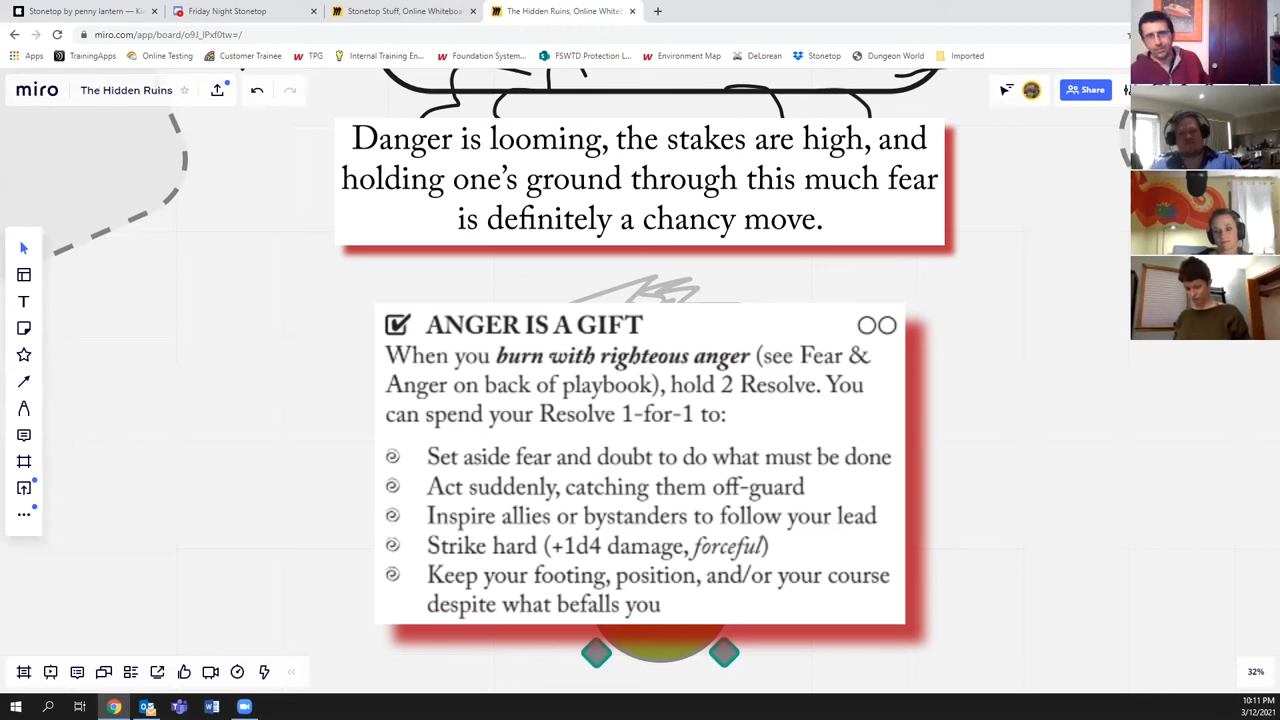 Stonetop by penny lantern — Ki
Friday Night Stonetop
Stonetop Stuff, Online Whiteboa
The Hidden Ruins, Online Whiteb
miro.com/app/board/o9J_lPxf0tw=/
Apps
TrainingApps
Online Testing
Customer Trainee
TPG
Internal Training En...
Foundation System...
FSWTD Protection L...
Environment Map
DeLorean
Stonetop
Dungeon World
Imported
miro
The Hidden Ruins
Share
Danger is looming, the stakes are high, and
holding one's ground through this much fear
is definitely a chancy move.
ANGER IS A GIFT
When you burn with righteous anger (see Fear &
Anger on back of playbook), hold 2 Resolve. You
can spend your Resolve 1-for-1 to:
Set aside fear and doubt to do what must be done
Act suddenly, catching them off-guard
Inspire allies or bystanders to follow your lead
Strike hard (+1d4 damage, forceful)
Keep your footing, position, and/or your course
despite what befalls you
32%
10:11 PM
3/12/2021